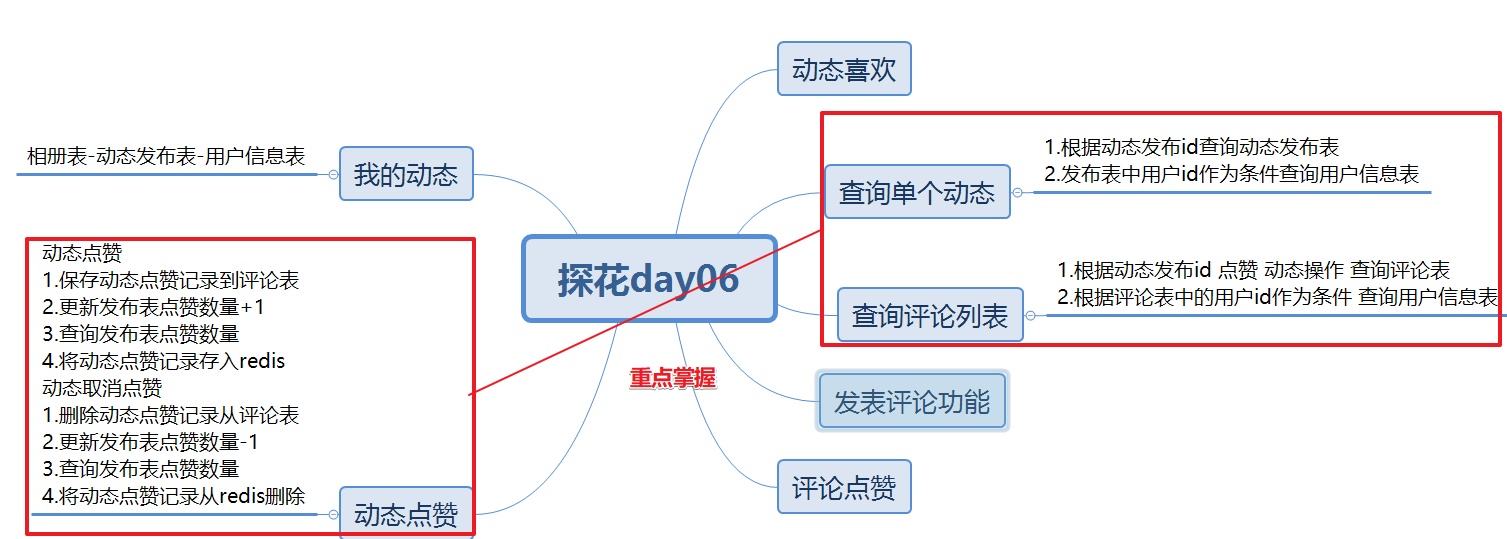 探花day06
动态喜欢
查询单个动态
1.根据动态发布id查询动态发布表
2.发布表中用户id作为条件查询用户信息表
查询评论列表
1.根据动态发布id 点赞 动态操作 查询评论表
2.根据评论表中的用户id作为条件 查询用户信息表
发表评论功能
评论点赞
重点掌握
我的动态
相册表-动态发布表-用户信息表
动态点赞
动态点赞
1.保存动态点赞记录到评论表
2.更新发布表点赞数量+1
3.查询发布表点赞数量
4.将动态点赞记录存入redis
动态取消点赞
1.删除动态点赞记录从评论表
2.更新发布表点赞数量-1
3.查询发布表点赞数量
4.将动态点赞记录从redis删除